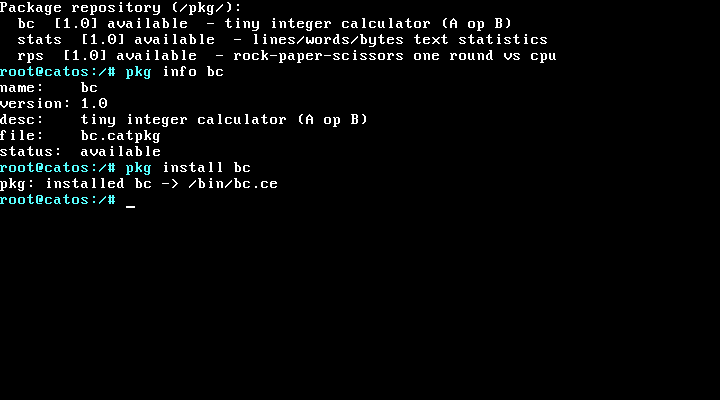 Package repository (/pkg/):
  bc  [1.0] available  - tiny integer calculator (A op B)
  stats  [1.0] available  - lines/words/bytes text statistics
  rps  [1.0] available  - rock-paper-scissors one round vs cpu
root@catos:/# pkg info bc
name:    bc
version: 1.0
desc:    tiny integer calculator (A op B)
file:    bc.catpkg
status:  available
root@catos:/# pkg install bc
pkg: installed bc -> /bin/bc.ce
root@catos:/# _